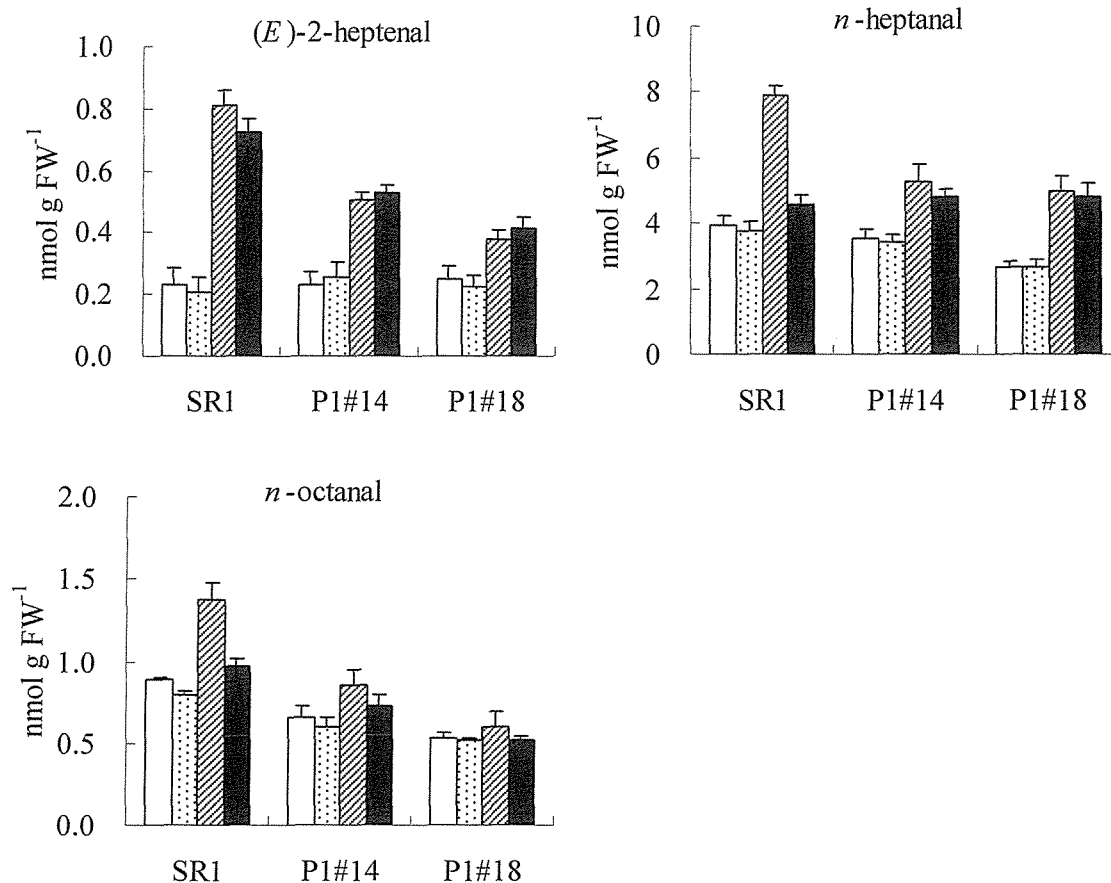 (E)-2-heptenal
nmol g FW⁻¹
1.0
0.8
0.6
0.4
0.2
0.0
SR1 P1#14 P1#18
n-heptanal
nmol g FW⁻¹
10
8
6
4
2
0
SR1 P1#14 P1#18
n-octanal
nmol g FW⁻¹
2.0
1.5
1.0
0.5
0.0
SR1 P1#14 P1#18